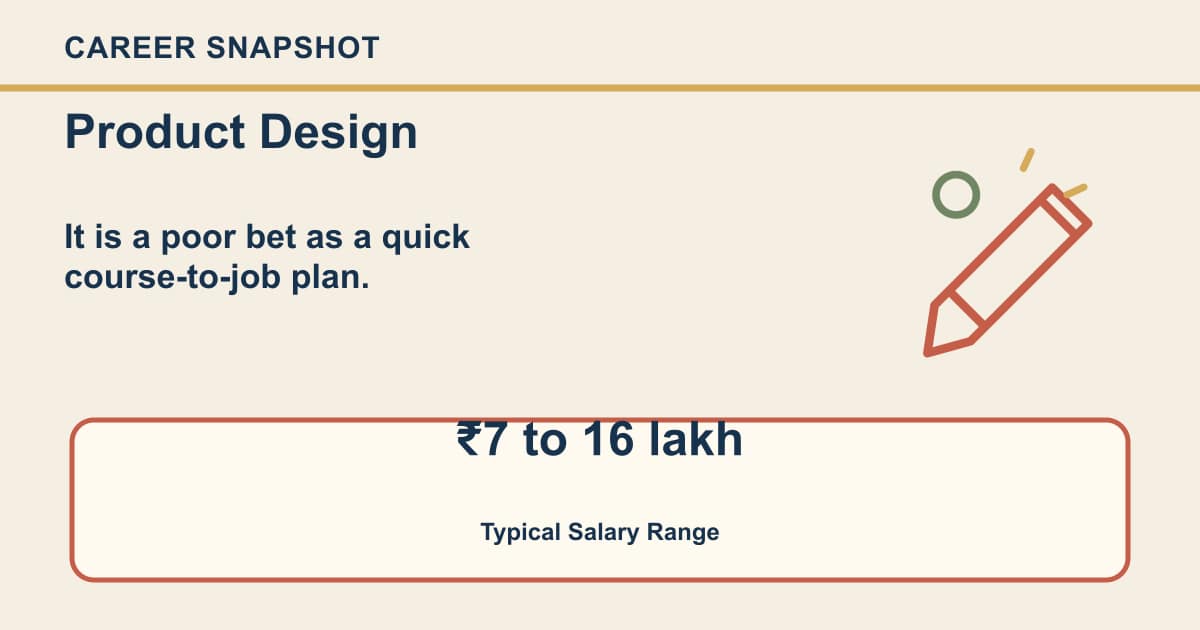 CAREER SNAPSHOT
Product Design
It is a poor bet as a quick
course-to-job plan.
₹7 to 16 lakh
Typical Salary Range